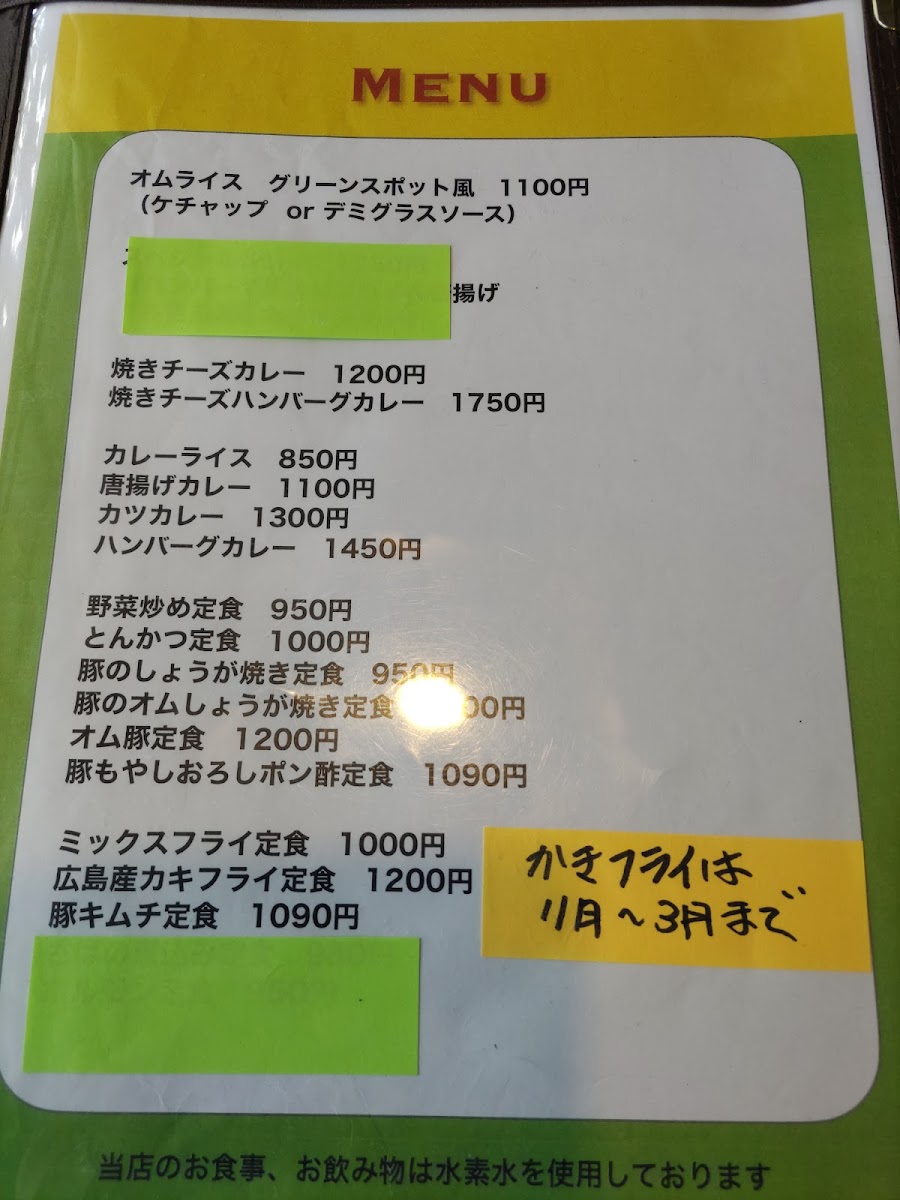 MENU
オムライス　グリーンスポット風　1100円
（ケチャップ　or デミグラスソース）
揚げ
焼きチーズカレー　1200円
焼きチーズハンバーグカレー　1750円
カレーライス　850円
唐揚げカレー　1100円
カツカレー　1300円
ハンバーグカレー　1450円
野菜炒め定食　950円
とんかつ定食　1000円
豚のしょうが焼き定食　950円
豚のオムしょうが焼き定食
オム豚定食　1200円
豚もやしおろしポン酢定食　1090円
ミックスフライ定食　1000円
広島産カキフライ定食　1200円
豚キムチ定食　1090円
かきフライは
11月～3月まで
当店のお食事、お飲み物は水素水を使用しております